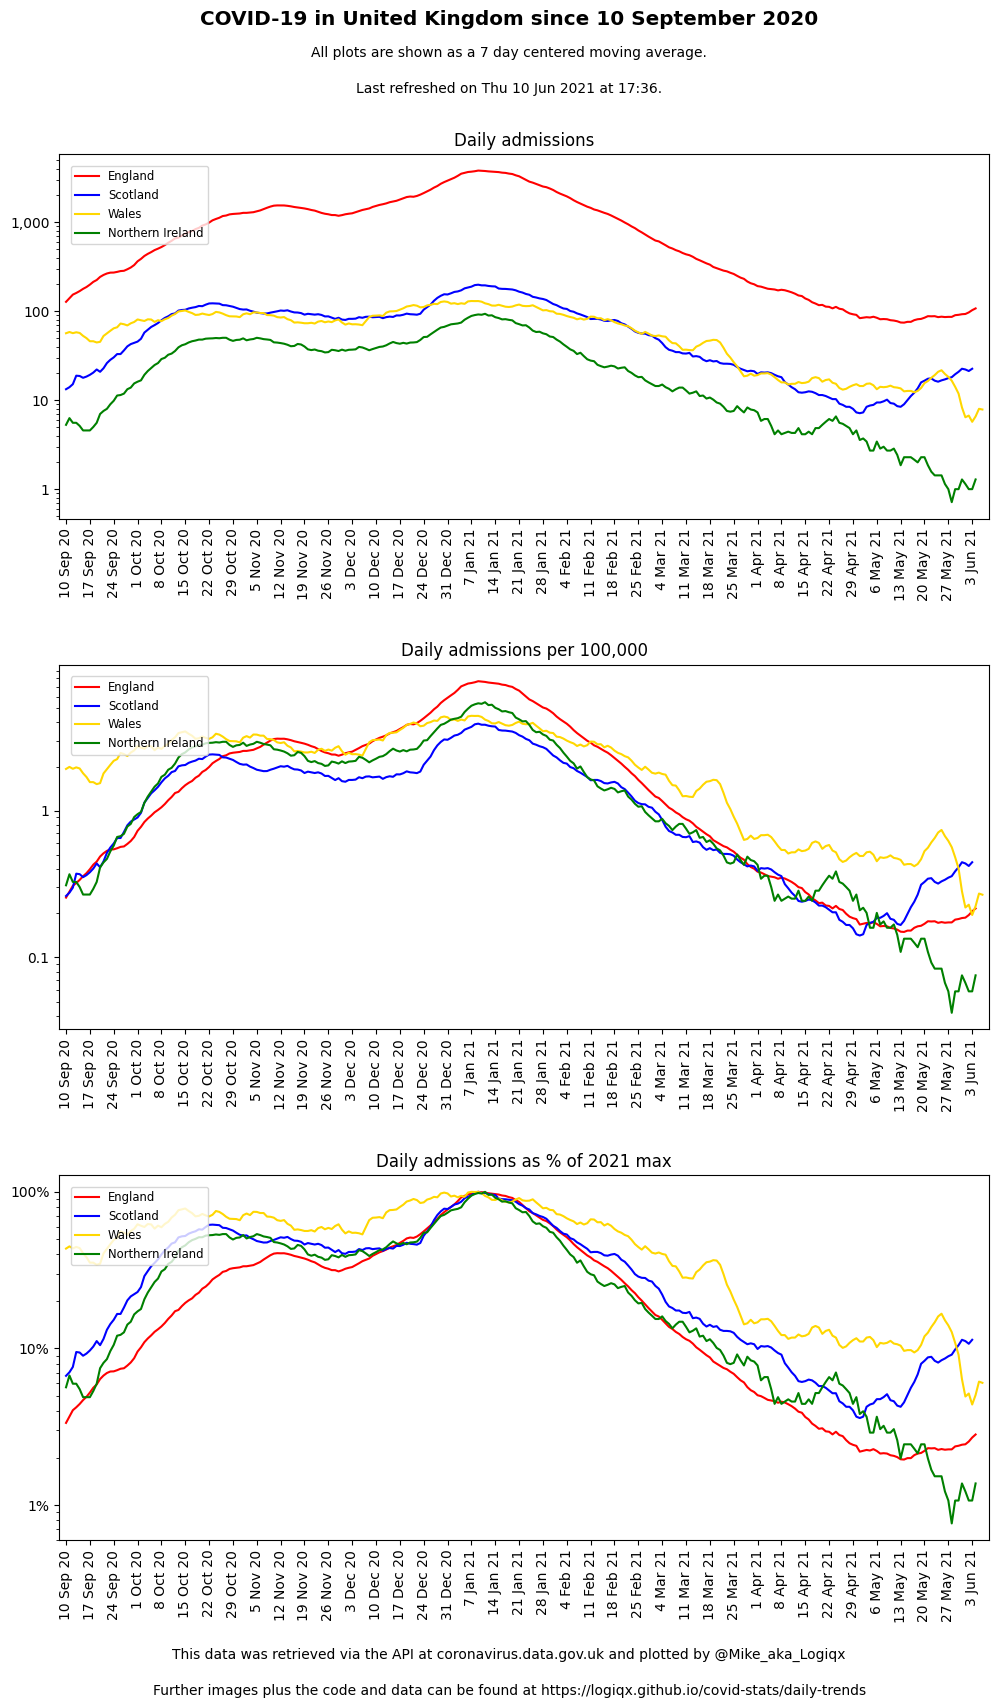 COVID-19 in United Kingdom since 10 September 2020
All plots are shown as a 7 day centered moving average.
Last refreshed on Thu 10 Jun 2021 at 17:36.
Daily admissions
England
Scotland
Wales
Northern Ireland
1,000
100
10
1
10 Sep 20
17 Sep 20
24 Sep 20
1 Oct 20
8 Oct 20
15 Oct 20
22 Oct 20
29 Oct 20
5 Nov 20
12 Nov 20
19 Nov 20
26 Nov 20
3 Dec 20
10 Dec 20
17 Dec 20
24 Dec 20
31 Dec 20
7 Jan 21
14 Jan 21
21 Jan 21
28 Jan 21
4 Feb 21
11 Feb 21
18 Feb 21
25 Feb 21
4 Mar 21
11 Mar 21
18 Mar 21
25 Mar 21
1 Apr 21
8 Apr 21
15 Apr 21
22 Apr 21
29 Apr 21
6 May 21
13 May 21
20 May 21
27 May 21
3 Jun 21
Daily admissions per 100,000
England
Scotland
Wales
Northern Ireland
1
0.1
10 Sep 20
17 Sep 20
24 Sep 20
1 Oct 20
8 Oct 20
15 Oct 20
22 Oct 20
29 Oct 20
5 Nov 20
12 Nov 20
19 Nov 20
26 Nov 20
3 Dec 20
10 Dec 20
17 Dec 20
24 Dec 20
31 Dec 20
7 Jan 21
14 Jan 21
21 Jan 21
28 Jan 21
4 Feb 21
11 Feb 21
18 Feb 21
25 Feb 21
4 Mar 21
11 Mar 21
18 Mar 21
25 Mar 21
1 Apr 21
8 Apr 21
15 Apr 21
22 Apr 21
29 Apr 21
6 May 21
13 May 21
20 May 21
27 May 21
3 Jun 21
Daily admissions as % of 2021 max
England
Scotland
Wales
Northern Ireland
100%
10%
1%
10 Sep 20
17 Sep 20
24 Sep 20
1 Oct 20
8 Oct 20
15 Oct 20
22 Oct 20
29 Oct 20
5 Nov 20
12 Nov 20
19 Nov 20
26 Nov 20
3 Dec 20
10 Dec 20
17 Dec 20
24 Dec 20
31 Dec 20
7 Jan 21
14 Jan 21
21 Jan 21
28 Jan 21
4 Feb 21
11 Feb 21
18 Feb 21
25 Feb 21
4 Mar 21
11 Mar 21
18 Mar 21
25 Mar 21
1 Apr 21
8 Apr 21
15 Apr 21
22 Apr 21
29 Apr 21
6 May 21
13 May 21
20 May 21
27 May 21
3 Jun 21
This data was retrieved via the API at coronavirus.data.gov.uk and plotted by @Mike_aka_Logiqx
Further images plus the code and data can be found at https://logiqx.github.io/covid-stats/daily-trends